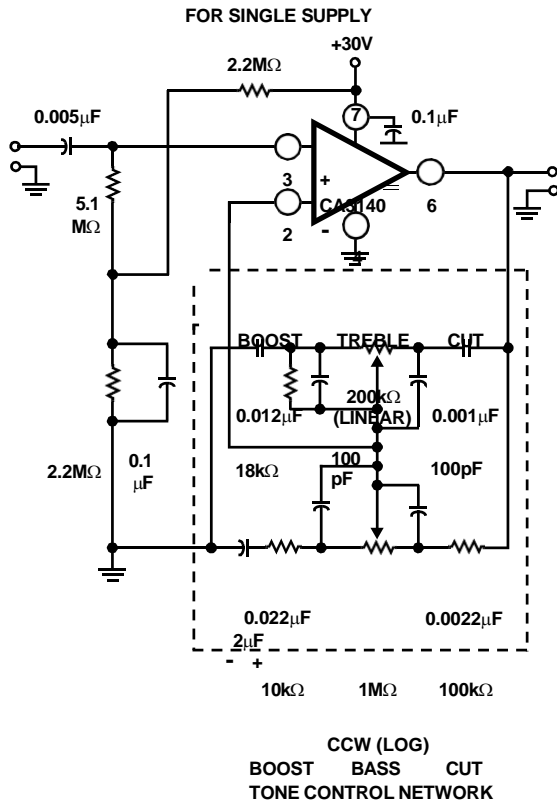 FOR SINGLE SUPPLY
+30V
2.2MΩ
0.005μF
7
0.1μF
5.1
MΩ
3
+
CA3140
2
-
4
6
BOOST TREBLE CUT
200kΩ
(LINEAR)
0.012μF
0.001μF
2.2MΩ
0.1
μF
18kΩ
100
pF
100pF
0.022μF
0.0022μF
2μF
- +
10kΩ 1MΩ 100kΩ
CCW (LOG)
BOOST BASS CUT
TONE CONTROL NETWORK